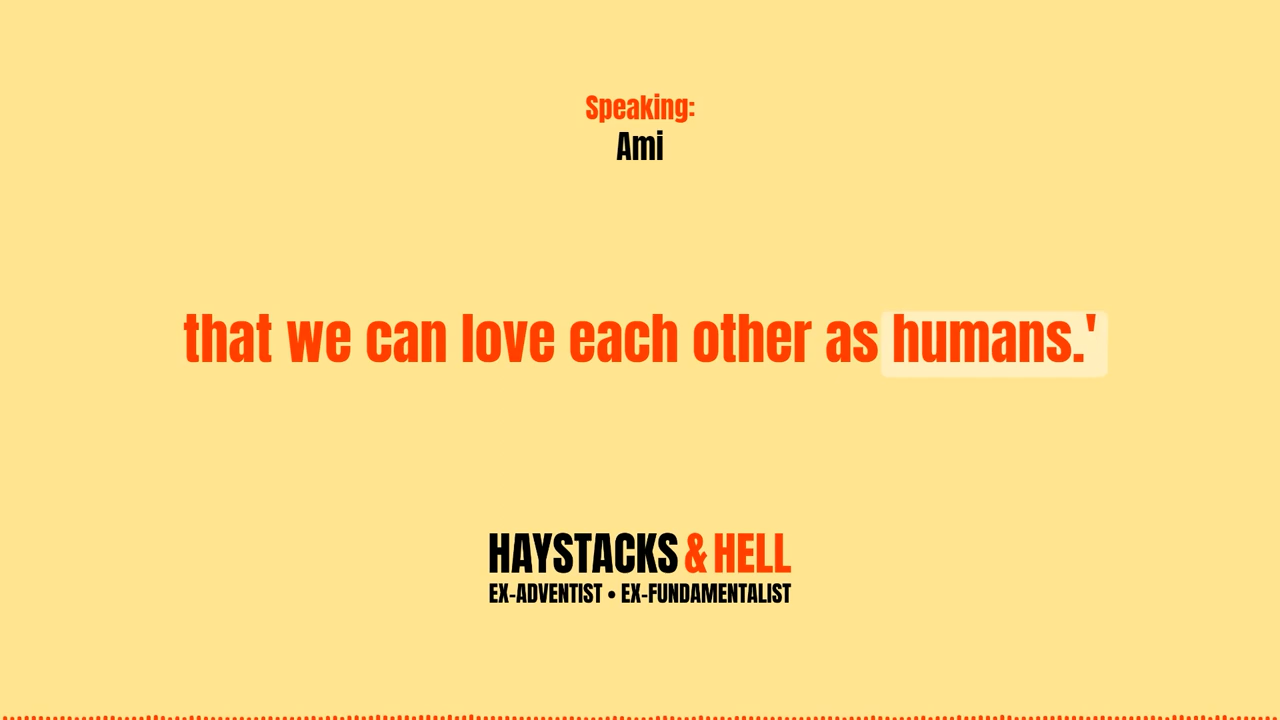 Speaking:
Ami
that we can love each other as humans.'
HAYSTACKS & HELL
EX-ADVENTIST • EX-FUNDAMENTALIST